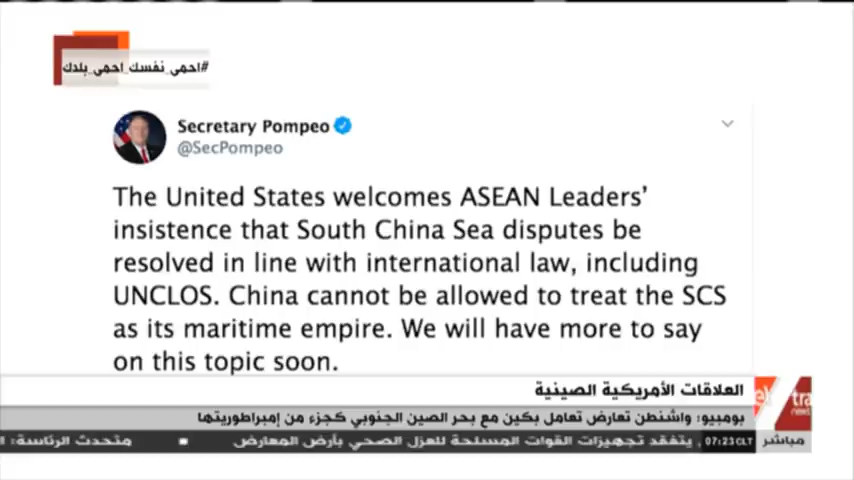 #احمى_نفسك_احمى_بلدك
Secretary Pompeo
@SecPompeo
The United States welcomes ASEAN Leaders'
insistence that South China Sea disputes be
resolved in line with international law, including
UNCLOS. China cannot be allowed to treat the SCS
as its maritime empire. We will have more to say
on this topic soon.
العلاقات الأمريكية الصينية
بومبيو: واشنطن تعارض تعامل بكين مع بحر الصين الجنوبي كجزء من إمبراطوريتها
مباشر
07:23 CLT
يتفقد تجهيزات القوات المسلحة للعزل الصحي بأرض المعارض
متحدث الرئاسة: